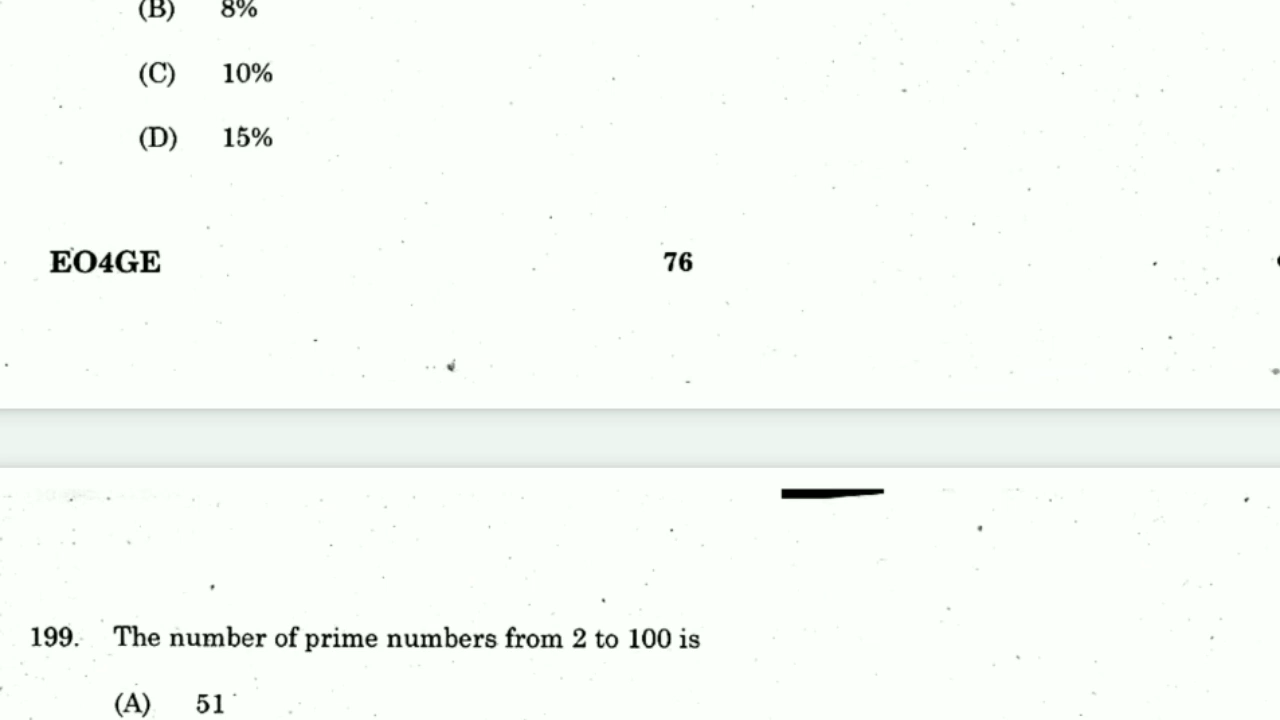 (B) 8%
(C) 10%
(D) 15%
EO4GE 76
199. The number of prime numbers from 2 to 100 is
(A) 51